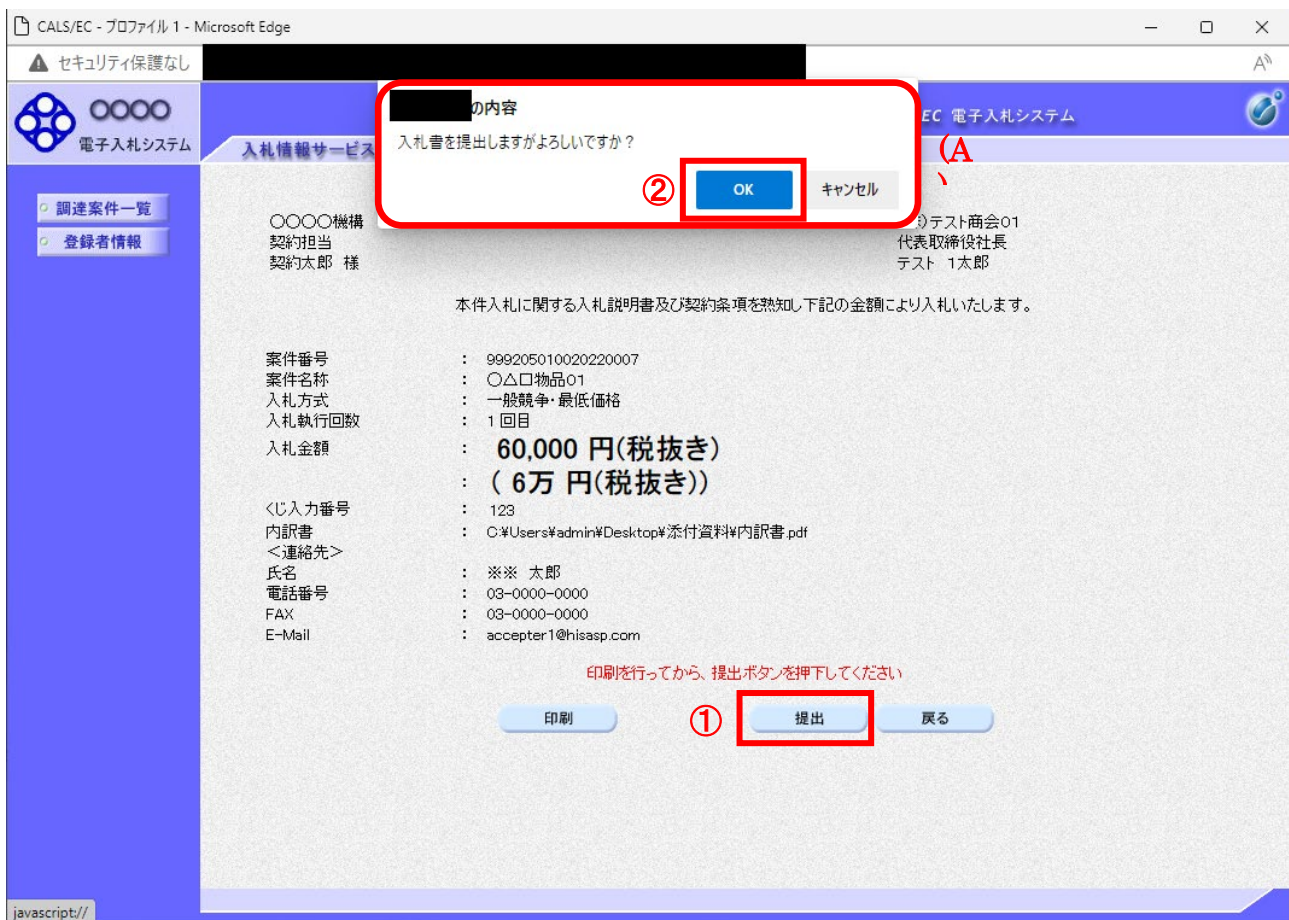 CALS/EC - プロファイル 1 - Microsoft Edge
セキュリティ保護なし
〇〇〇〇
電子入札システム
入札情報サービス
EC 電子入札システム
の内容
入札書を提出しますがよろしいですか？
② OK キャンセル
(A
、
調達案件一覧
登録者情報
〇〇〇〇機構
契約担当
契約太郎 様
)テスト商会01
代表取締役社長
テスト 1太郎
本件入札に関する入札説明書及び契約条項を熟知し下記の金額により入札いたします。
案件番号 : 999205010020220007
案件名称 : 〇△口物品01
入札方式 : 一般競争・最低価格
入札執行回数 : 1回目
入札金額 : 60,000 円(税抜き)
: ( 6万 円(税抜き))
くじ入力番号 : 123
内訳書 : C:¥Users¥admin¥Desktop¥添付資料¥内訳書.pdf
＜連絡先＞
氏名 : ※※ 太郎
電話番号 : 03-0000-0000
FAX : 03-0000-0000
E-Mail : accepter1@hisasp.com
印刷を行ってから、提出ボタンを押下してください
印刷 ① 提出 戻る
javascript://